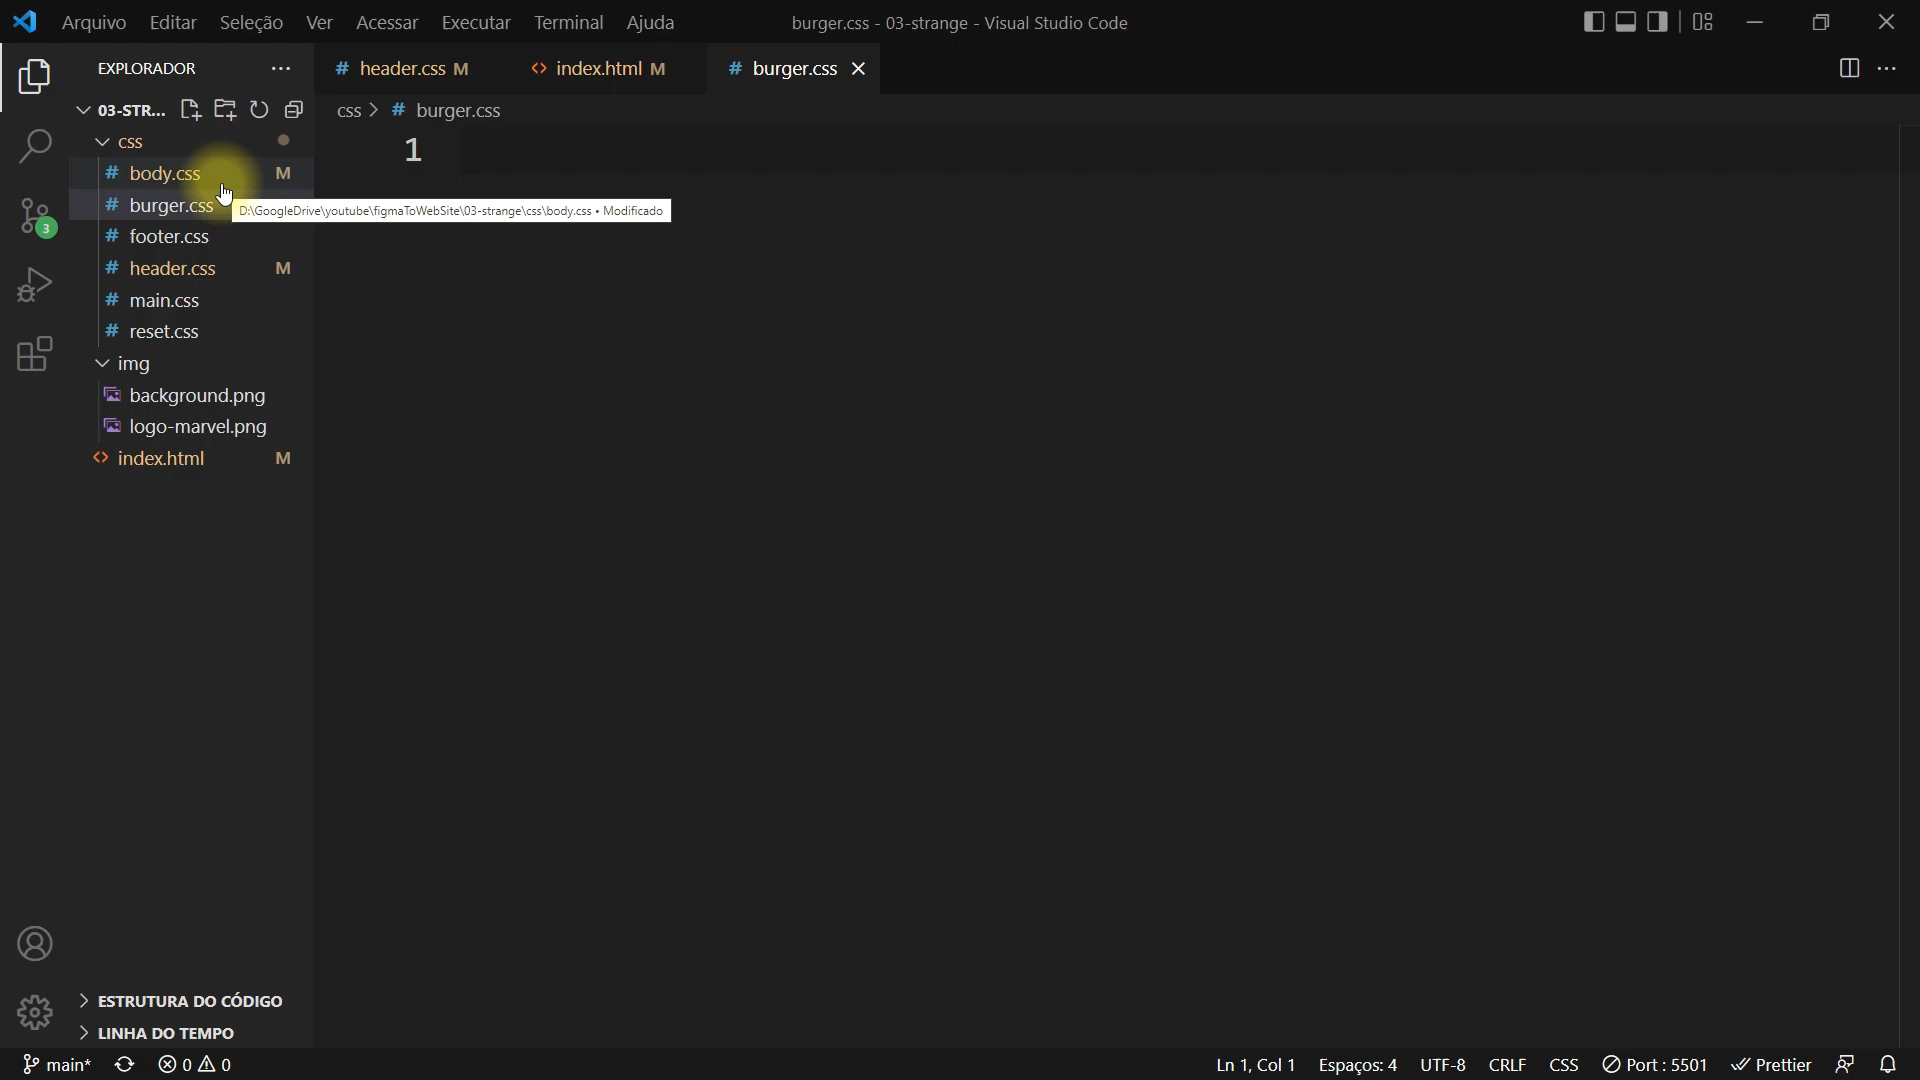 Arquivo Editar Seleção Ver Acessar Executar Terminal Ajuda
burger.css - 03-strange - Visual Studio Code
EXPLORADOR
# header.css M
<> index.html M
# burger.css
03-STR...
css > # burger.css
css
1
# body.css M
# burger.css
D:\GoogleDrive\youtube\figmaToWebSite\03-strange\css\body.css • Modificado
3
# footer.css
# header.css M
# main.css
# reset.css
img
background.png
logo-marvel.png
<> index.html M
ESTRUTURA DO CÓDIGO
LINHA DO TEMPO
main* 0 0
Ln 1, Col 1 Espaços: 4 UTF-8 CRLF CSS Port : 5501 Prettier